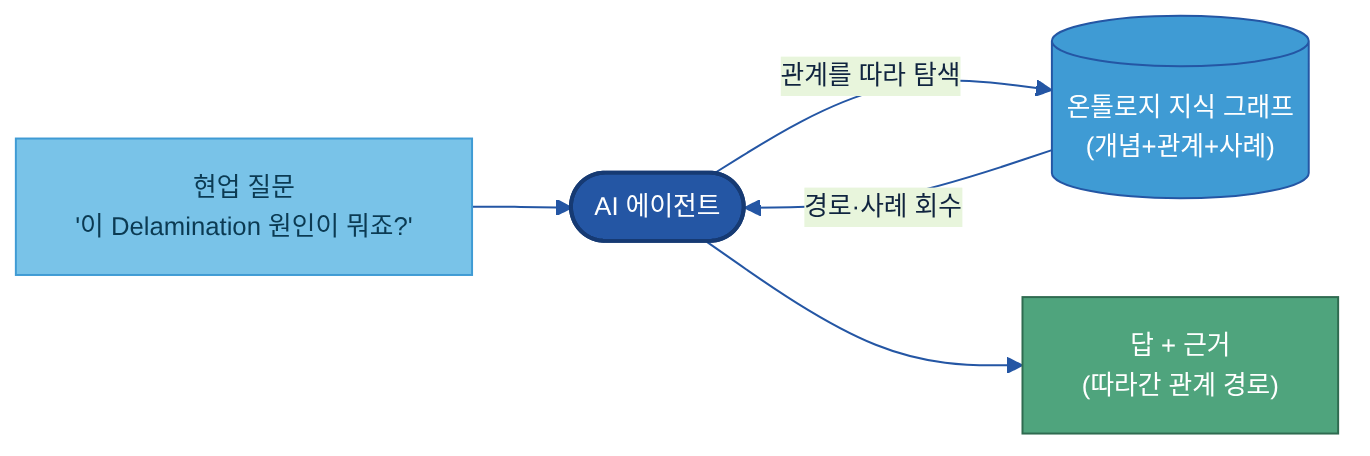 현업 질문
'이 Delamination 원인이 뭐죠?'
AI 에이전트
관계를 따라 탐색
경로·사례 회수
온톨로지 지식 그래프
(개념+관계+사례)
답 + 근거
(따라간 관계 경로)